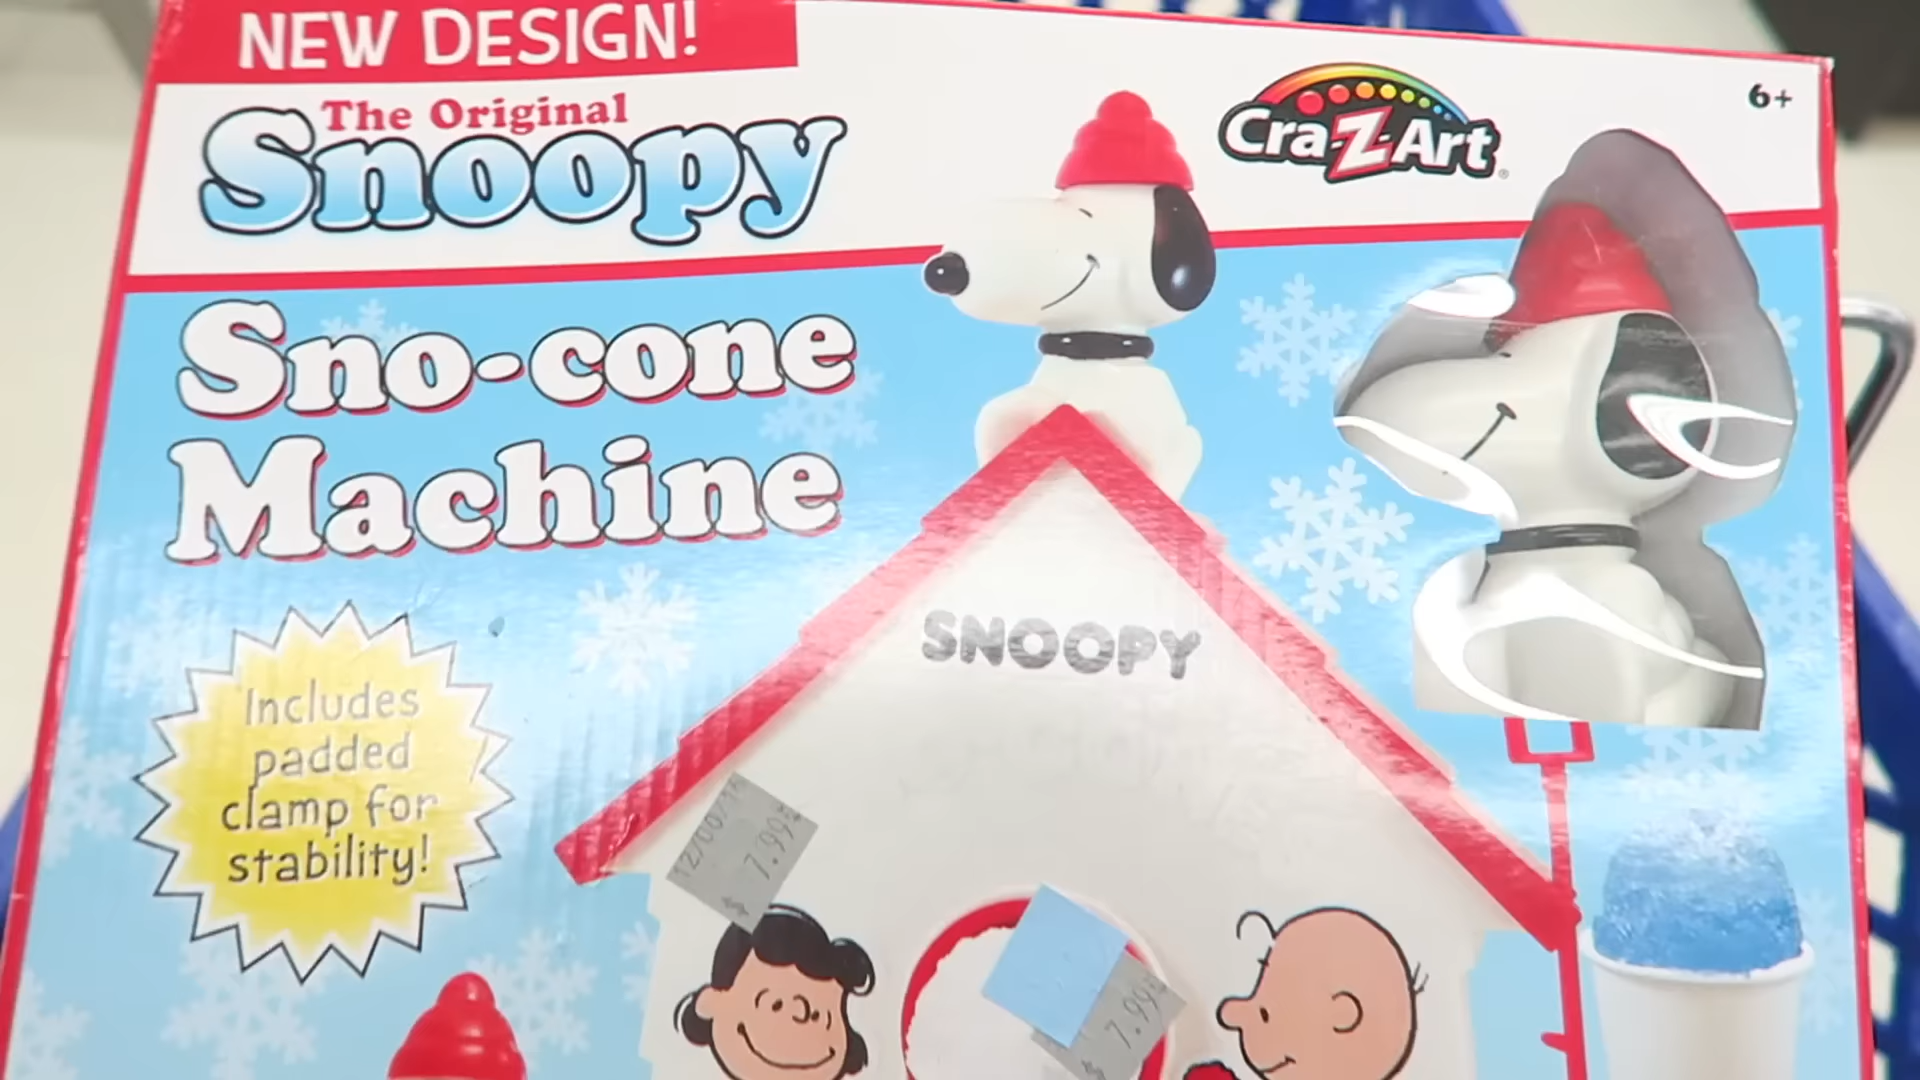 NEW DESIGN!
The Original
Snoopy
Cra-Z-Art
6+
Sno-cone
Machine
SNOOPY
Includes
padded
clamp for
stability!
$ 7.99
$ 7.99